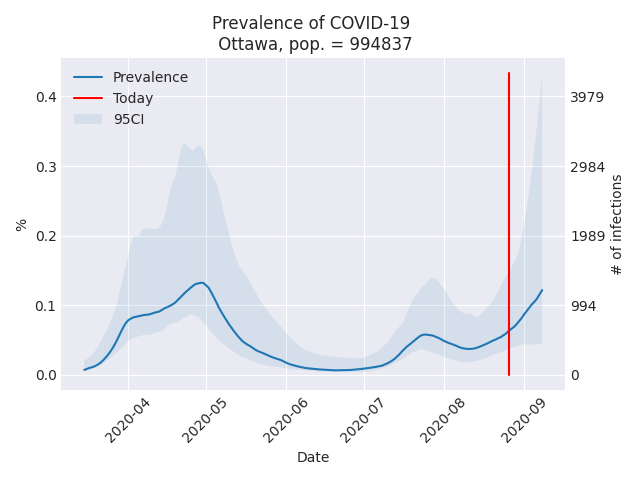 Prevalence of COVID-19
Ottawa, pop. = 994837
Prevalence
Today
95CI
0.4
0.3
0.2
0.1
0.0
%
3979
2984
1989
994
0
# of infections
2020-04
2020-05
2020-06
2020-07
2020-08
2020-09
Date